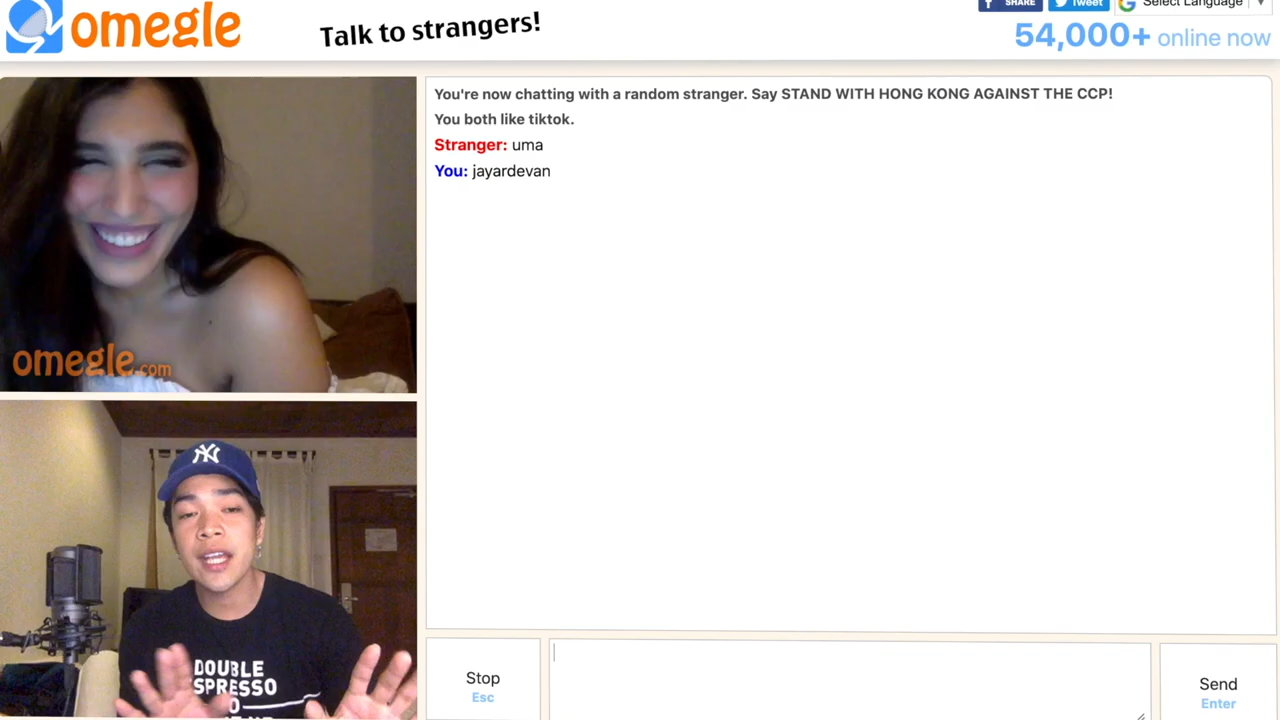 omegle
Talk to strangers!
SHARE
Tweet
Select Language
54,000+ online now
You're now chatting with a random stranger. Say STAND WITH HONG KONG AGAINST THE CCP!
You both like tiktok.
Stranger: uma
You: jayardevan
omegle.com
NY
DOUBLE
SPRESSO
Stop
Esc
Send
Enter